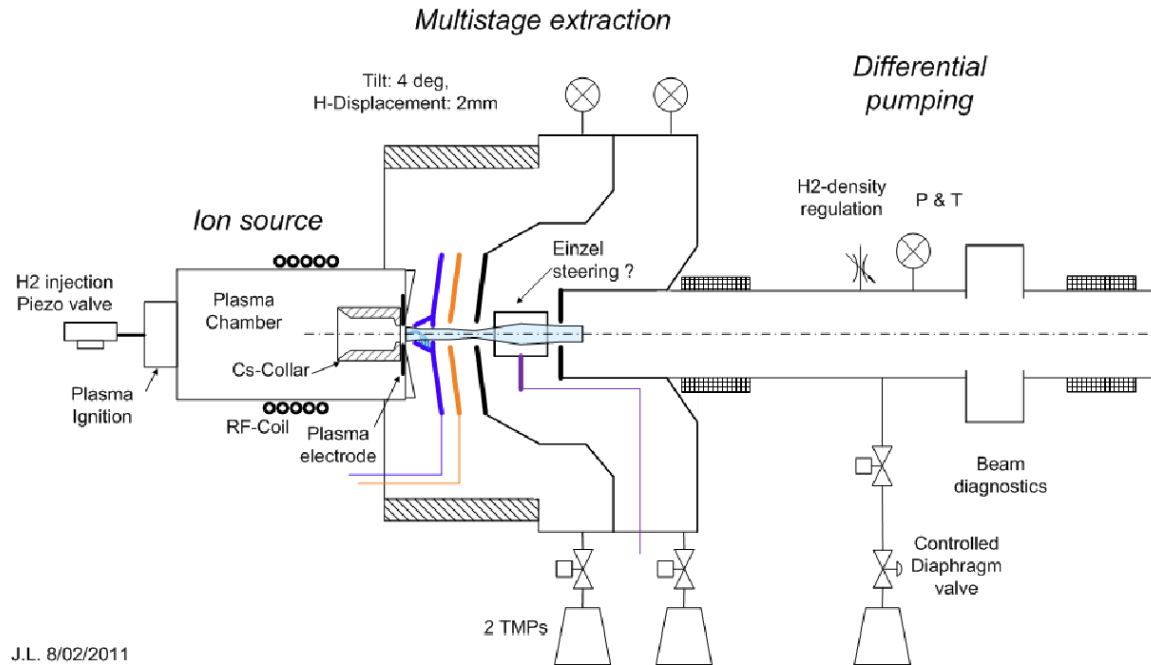 Multistage extraction
Tilt: 4 deg,
H-Displacement: 2mm
Differential
pumping
Ion source
H2-density
regulation
P & T
Einzel
steering ?
H2 injection
Piezo valve
Plasma
Chamber
Cs-Collar
Plasma
Ignition
RF-Coil
Plasma
electrode
Beam
diagnostics
Controlled
Diaphragm
valve
2 TMPs
J.L. 8/02/2011